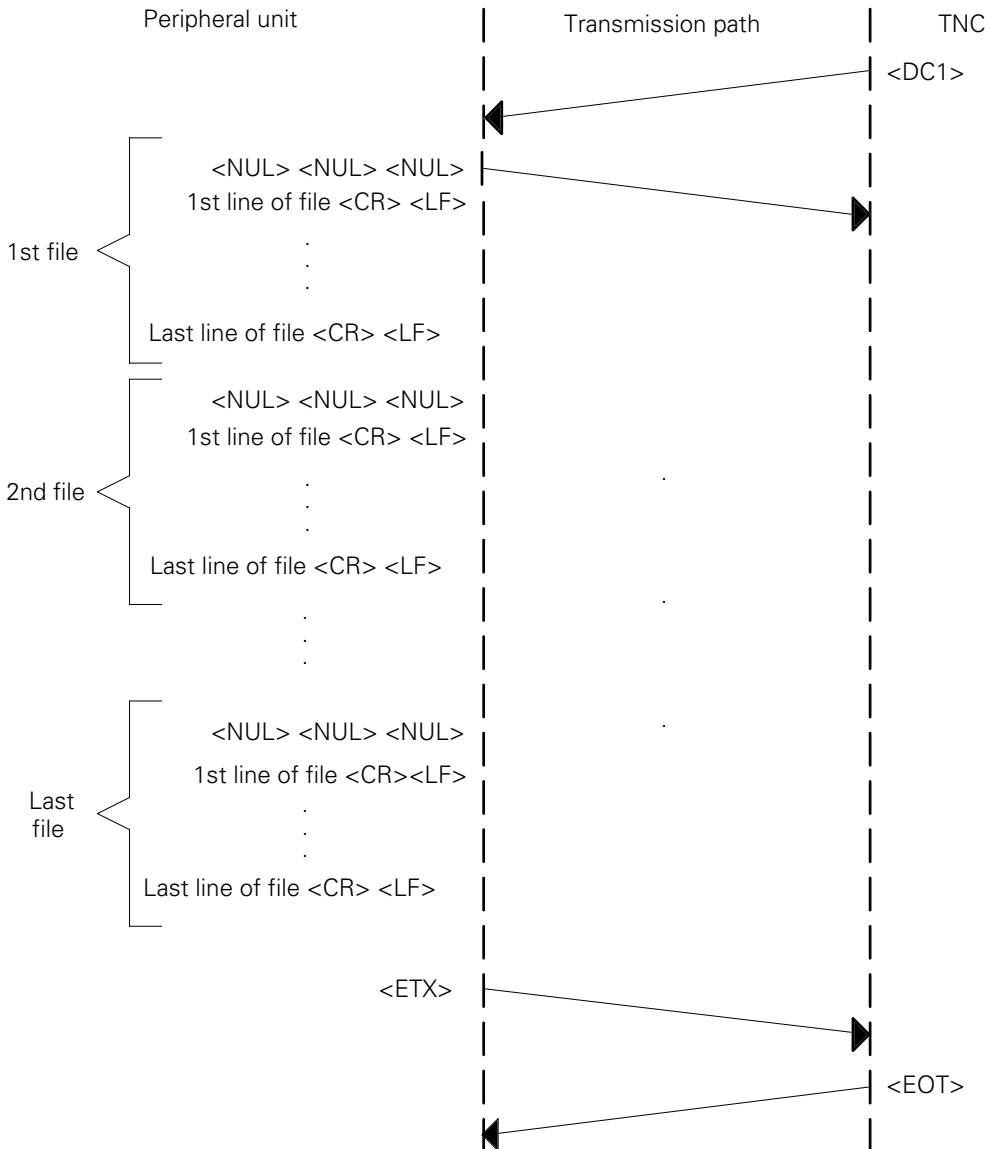 Peripheral unit Transmission path TNC
<DC1>
<NUL> <NUL> <NUL>
1st line of file <CR> <LF>
.
1st file
.
.
Last line of file <CR> <LF>
<NUL> <NUL> <NUL>
1st line of file <CR> <LF>
.
2nd file
.
.
Last line of file <CR> <LF>
.
.
.
<NUL> <NUL> <NUL>
1st line of file <CR><LF>
Last
file
.
.
.
Last line of file <CR> <LF>
<ETX>
<EOT>